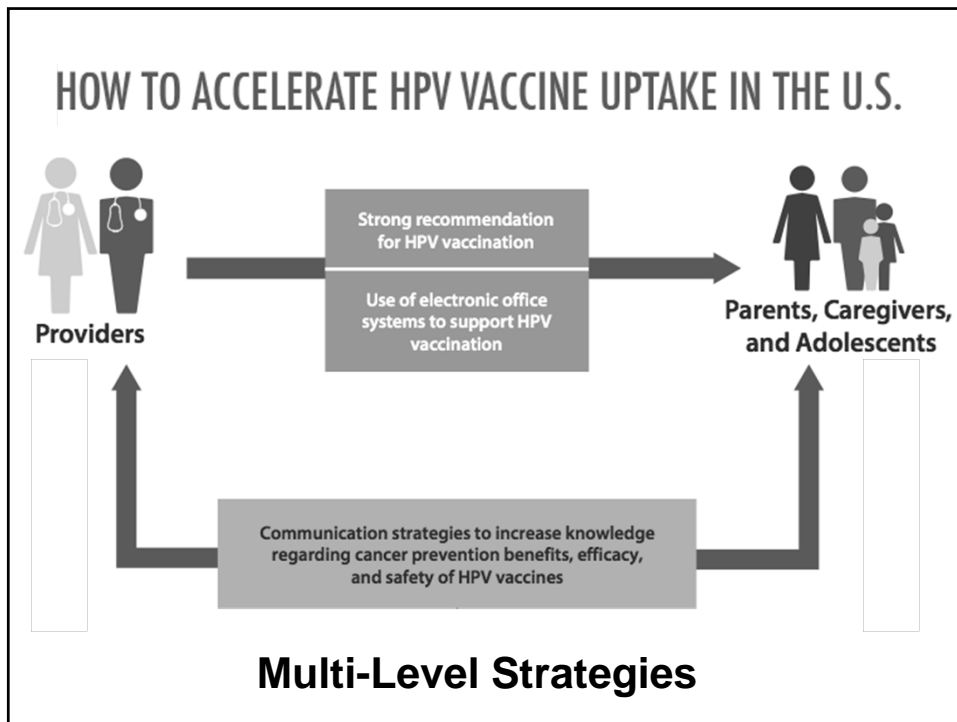 HOW TO ACCELERATE HPV VACCINE UPTAKE IN THE U.S.
Strong recommendation
for HPV vaccination
Use of electronic office
systems to support HPV
vaccination
Providers
Parents, Caregivers,
and Adolescents
Communication strategies to increase knowledge
regarding cancer prevention benefits, efficacy,
and safety of HPV vaccines
Multi-Level Strategies